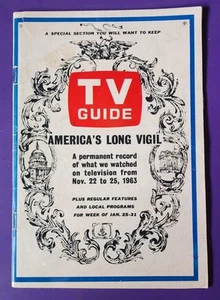 A SPECIAL SECTION YOU WILL WANT TO KEEP
TV
GUIDE
AMERICA'S LONG VIGIL
A permanent record
of what we watched
on television from
Nov. 22 to 25, 1963
PLUS REGULAR FEATURES
AND LOCAL PROGRAMS
FOR WEEK OF JAN. 25-31